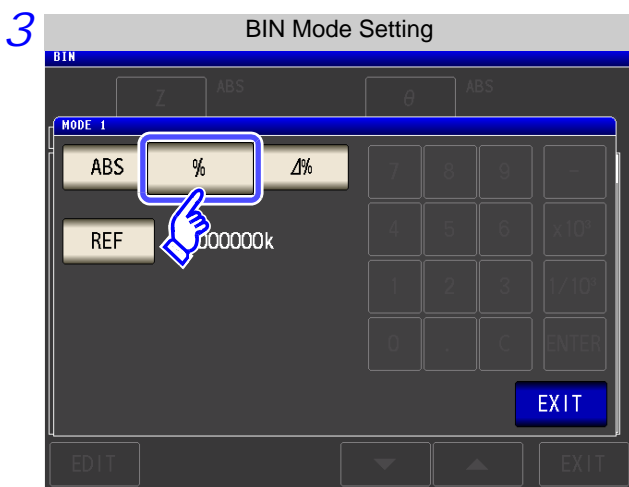 3 BIN Mode Setting
BIN
Z ABS θ ABS
MODE 1
ABS % Δ% 7 8 9 -
REF 000000k 4 5 6 x10³
1 2 3 1/10³
0 . C ENTER
EXIT
EDIT ▼ ▲ EXIT